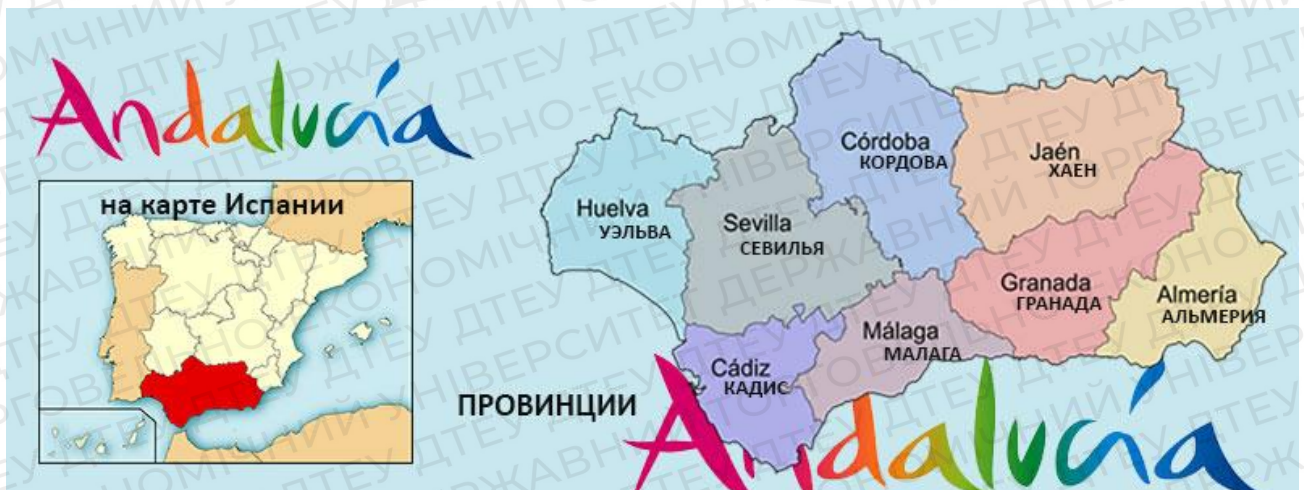 Andalucía
на карте Испании
Huelva
УЭЛЬВА
Sevilla
СЕВИЛЬЯ
Córdoba
КОРДОВА
Jaén
ХАЕН
Granada
ГРАНАДА
Almería
АЛЬМЕРИЯ
Málaga
МАЛАГА
Cádiz
КАДИС
ПРОВИНЦИИ
Andalucía